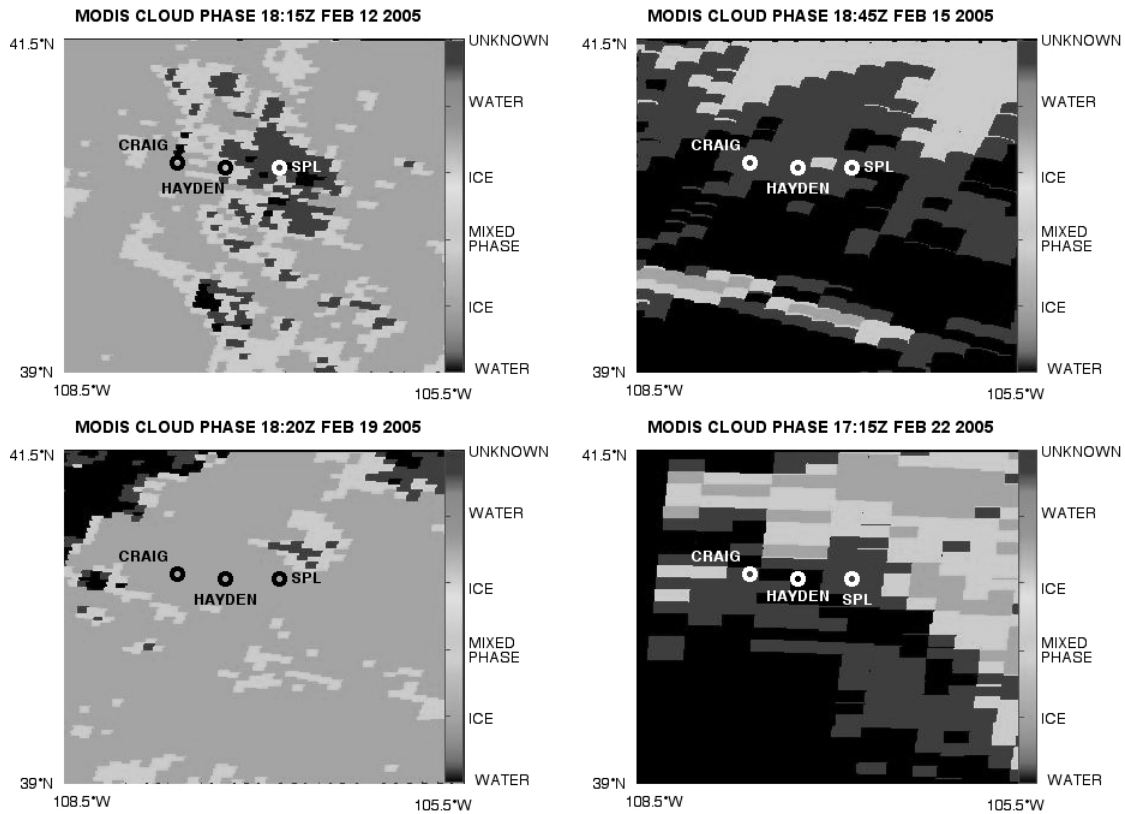 MODIS CLOUD PHASE 18:15Z FEB 12 2005
41.5°N
CRAIG
HAYDEN
SPL
39°N
108.5°W
105.5°W
UNKNOWN
WATER
ICE
MIXED
PHASE
ICE
WATER
MODIS CLOUD PHASE 18:45Z FEB 15 2005
41.5°N
CRAIG
HAYDEN
SPL
39°N
108.5°W
105.5°W
UNKNOWN
WATER
ICE
MIXED
PHASE
ICE
WATER
MODIS CLOUD PHASE 18:20Z FEB 19 2005
41.5°N
CRAIG
HAYDEN
SPL
39°N
108.5°W
105.5°W
UNKNOWN
WATER
ICE
MIXED
PHASE
ICE
WATER
MODIS CLOUD PHASE 17:15Z FEB 22 2005
41.5°N
CRAIG
HAYDEN
SPL
39°N
108.5°W
105.5°W
UNKNOWN
WATER
ICE
MIXED
PHASE
ICE
WATER